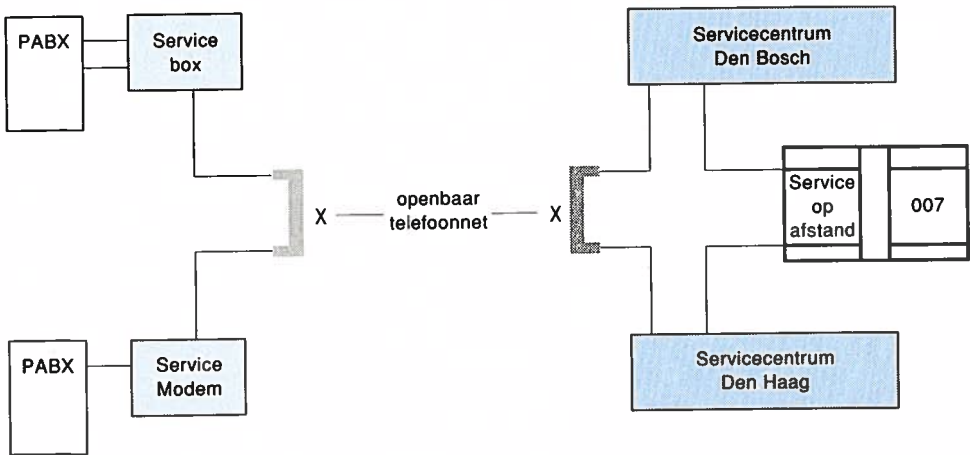 PABX
Service
box
Servicecentrum
Den Bosch
X
openbaar
telefoonnet
X
Service
op
afstand
007
PABX
Service
Modem
Servicecentrum
Den Haag